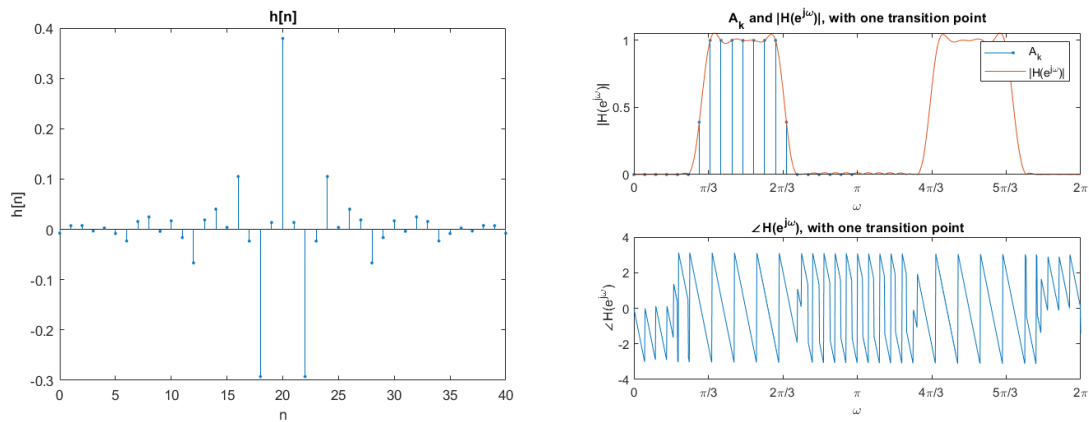 h[n]
0.4
0.3
0.2
0.1
0
-0.1
-0.2
-0.3
h[n]
0 5 10 15 20 25 30 35 40
n
A_k and |H(e^{jω})|, with one transition point
1
0.5
0
|H(e^{jω})|
A_k
|H(e^{jω})|
0 π/3 2π/3 π 4π/3 5π/3 2π
ω
∠H(e^{jω}), with one transition point
4
2
0
-2
-4
∠H(e^{jω})
0 π/3 2π/3 π 4π/3 5π/3 2π
ω